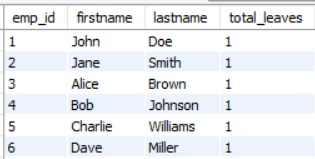 emp_id firstname lastname total_leaves
1 John Doe 1
2 Jane Smith 1
3 Alice Brown 1
4 Bob Johnson 1
5 Charlie Williams 1
6 Dave Miller 1